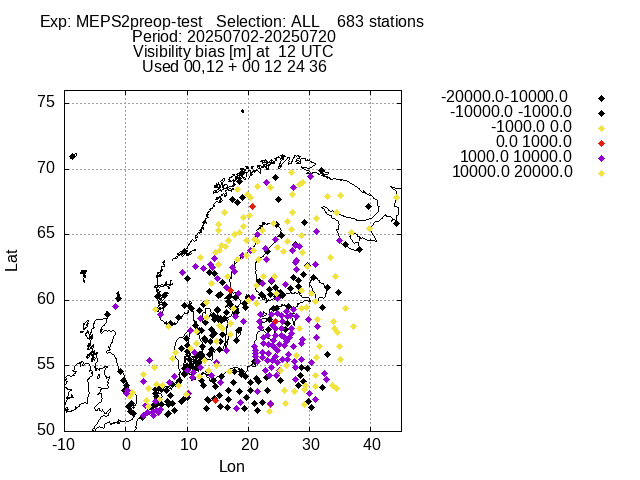 Exp: MEPS2preop-test   Selection: ALL    683 stations
Period: 20250702-20250720
Visibility bias [m] at  12 UTC
Used 00,12 + 00 12 24 36
-20000.0-10000.0
-10000.0 -1000.0
-1000.0 0.0
0.0 1000.0
1000.0 10000.0
10000.0 20000.0
75
70
65
60
55
50
Lat
-10 0 10 20 30 40
Lon